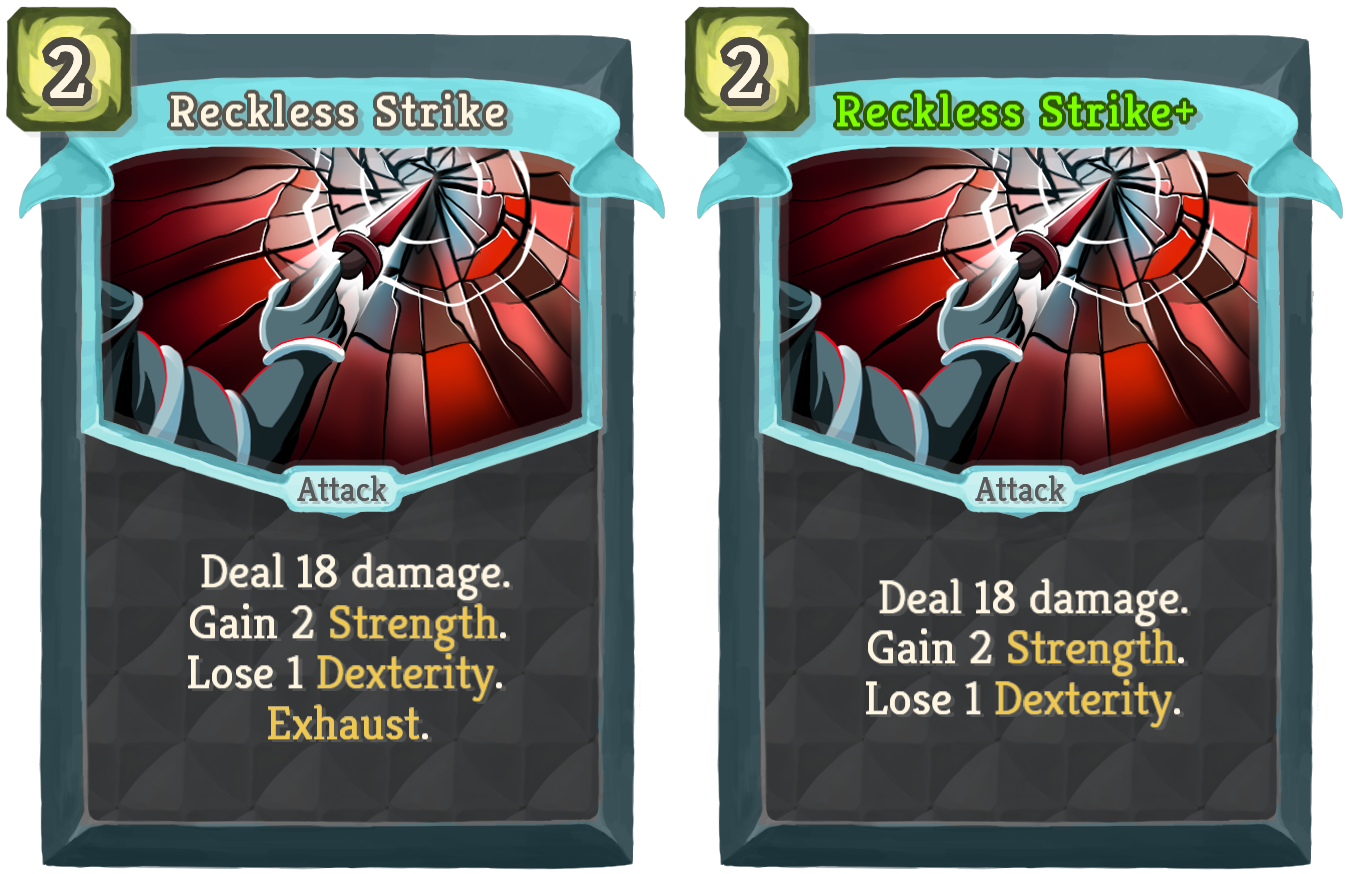 2
Reckless Strike
Attack
Deal 18 damage.
Gain 2 Strength.
Lose 1 Dexterity.
Exhaust.
2
Reckless Strike+
Attack
Deal 18 damage.
Gain 2 Strength.
Lose 1 Dexterity.